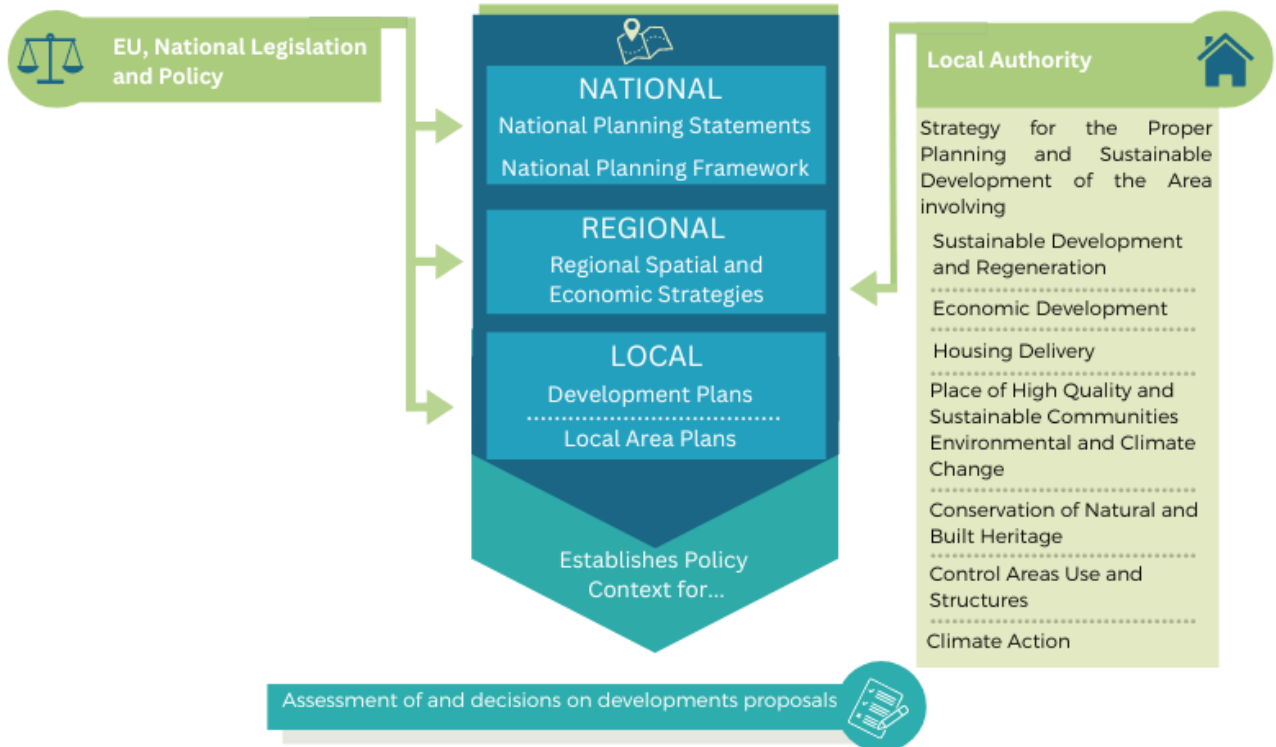 EU, National Legislation
and Policy
NATIONAL
National Planning Statements
National Planning Framework
REGIONAL
Regional Spatial and
Economic Strategies
LOCAL
Development Plans
Local Area Plans
Establishes Policy
Context for...
Local Authority
Strategy for the Proper
Planning and Sustainable
Development of the Area
involving
Sustainable Development
and Regeneration
Economic Development
Housing Delivery
Place of High Quality and
Sustainable Communities
Environmental and Climate
Change
Conservation of Natural and
Built Heritage
Control Areas Use and
Structures
Climate Action
Assessment of and decisions on developments proposals